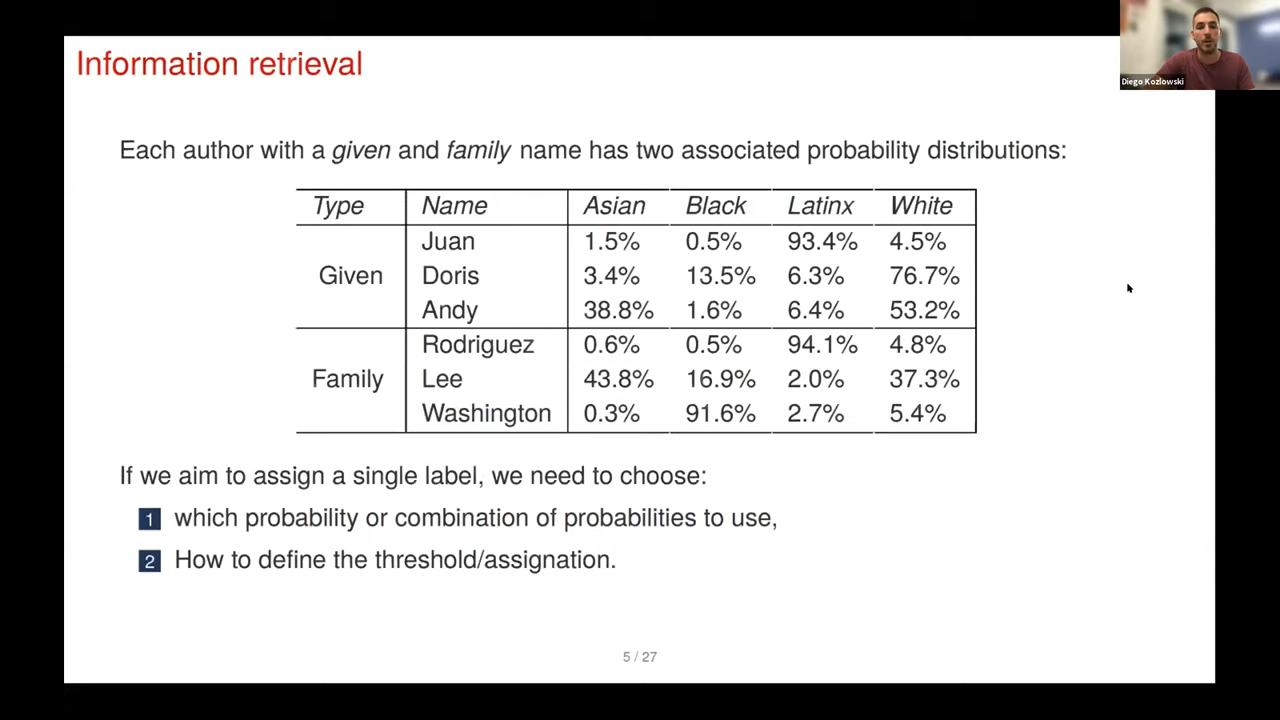 Information retrieval
Diego Kozlowski
Each author with a given and family name has two associated probability distributions:
Type Name Asian Black Latinx White
Juan 1.5% 0.5% 93.4% 4.5%
Given Doris 3.4% 13.5% 6.3% 76.7%
Andy 38.8% 1.6% 6.4% 53.2%
Rodriguez 0.6% 0.5% 94.1% 4.8%
Family Lee 43.8% 16.9% 2.0% 37.3%
Washington 0.3% 91.6% 2.7% 5.4%
If we aim to assign a single label, we need to choose:
1 which probability or combination of probabilities to use,
2 How to define the threshold/assignation.
5 / 27